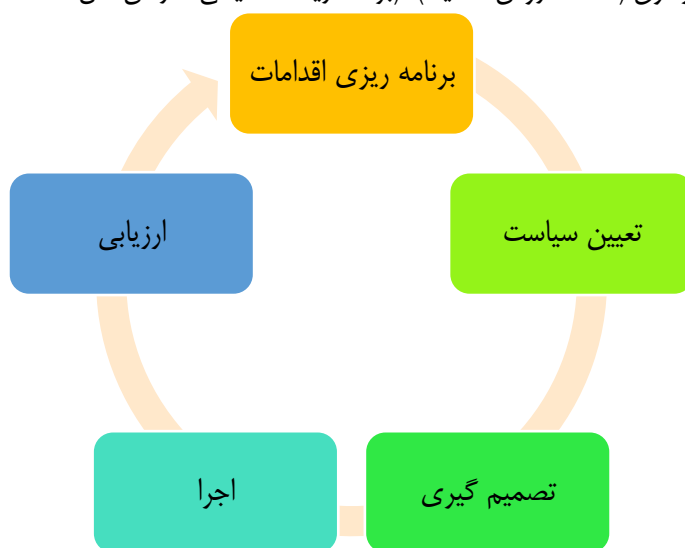 برنامه ریزی اقدامات
تعیین سیاست
تصمیم گیری
اجرا
ارزیابی